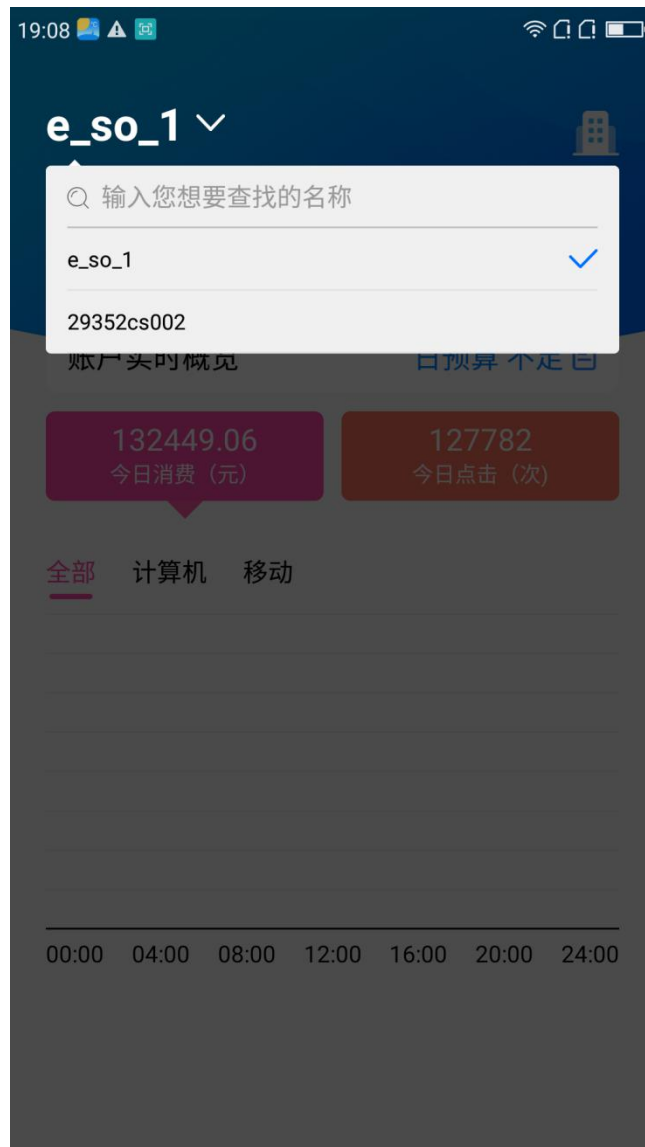 19:08
e_so_1
输入您想要查找的名称
e_so_1
29352cs002
账户实时概览 日预算 不足
132449.06 127782
今日消费（元） 今日点击（次)
全部 计算机 移动
00:00 04:00 08:00 12:00 16:00 20:00 24:00